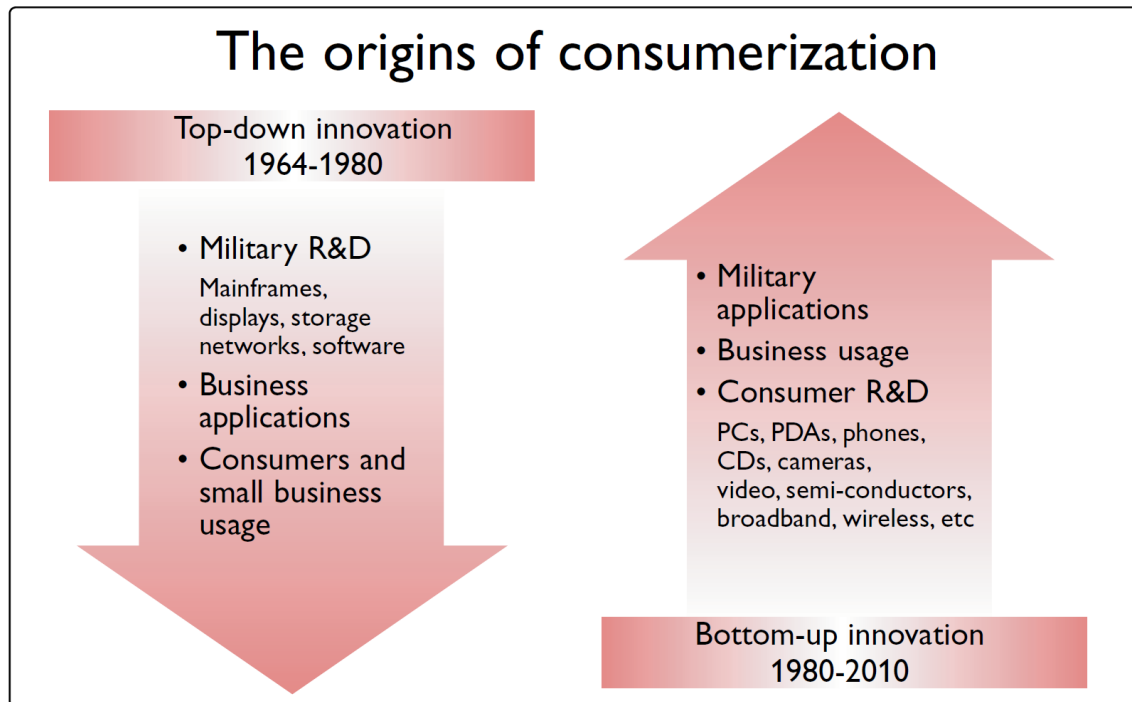 The origins of consumerization
Top-down innovation
1964-1980
• Military R&D
Mainframes,
displays, storage
networks, software
• Business
applications
• Consumers and
small business
usage
• Military
applications
• Business usage
• Consumer R&D
PCs, PDAs, phones,
CDs, cameras,
video, semi-conductors,
broadband, wireless, etc
Bottom-up innovation
1980-2010